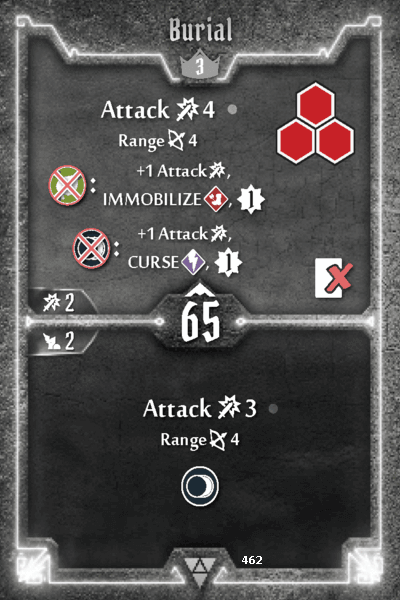 Burial
3
Attack 4
Range 4
: +1 Attack,
IMMOBILIZE, 1
: +1 Attack,
CURSE, 1
2
65
2
Attack 3
Range 4
462